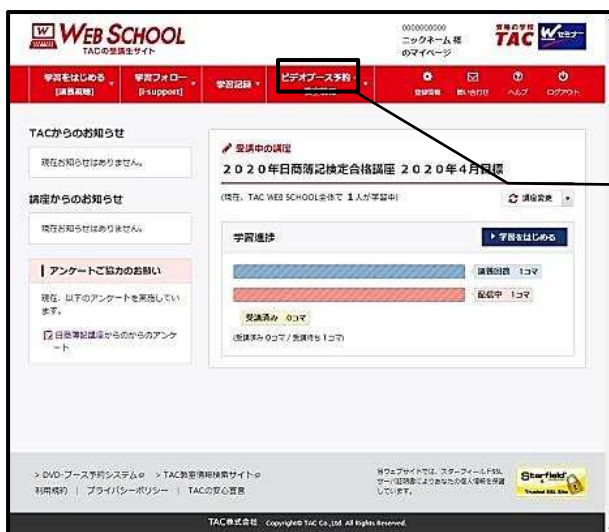 WEB SCHOOL
TACの受講生サイト
0000000000
ニックネーム 様
のマイページ
資格の学校
TAC
Wセミナー
学習をはじめる
[講義視聴]
学習フォロー
[i-support]
学習記録
ビデオブース予約
登録情報
問い合わせ
ヘルプ
ログアウト
TACからのお知らせ
現在お知らせはありません。
講座からのお知らせ
現在お知らせはありません。
アンケートご協力のお願い
現在、以下のアンケートを実施してい
ます。
日商簿記講座からのからのアンケ
ート
受講中の講座
2020年日商簿記検定合格講座 2020年4月目標
(現在、TAC WEB SCHOOL全体で 1人が学習中)
講座変更
学習進捗
学習をはじめる
講義回数 1コマ
配信中 1コマ
受講済み 0コマ
(受講済み 0コマ / 受講待ち 1コマ)
> DVD・ブース予約システム > TAC教室情報検索サイト
利用規約 | プライバシーポリシー | TACの安心宣言
当ウェブサイトでは、スターフィールドSSL
サーバ証明書によりあなたの個人情報を保護
しています。
Starfield
TAC株式会社 Copyright© TAC Co.,Ltd. All Rights Reserved.